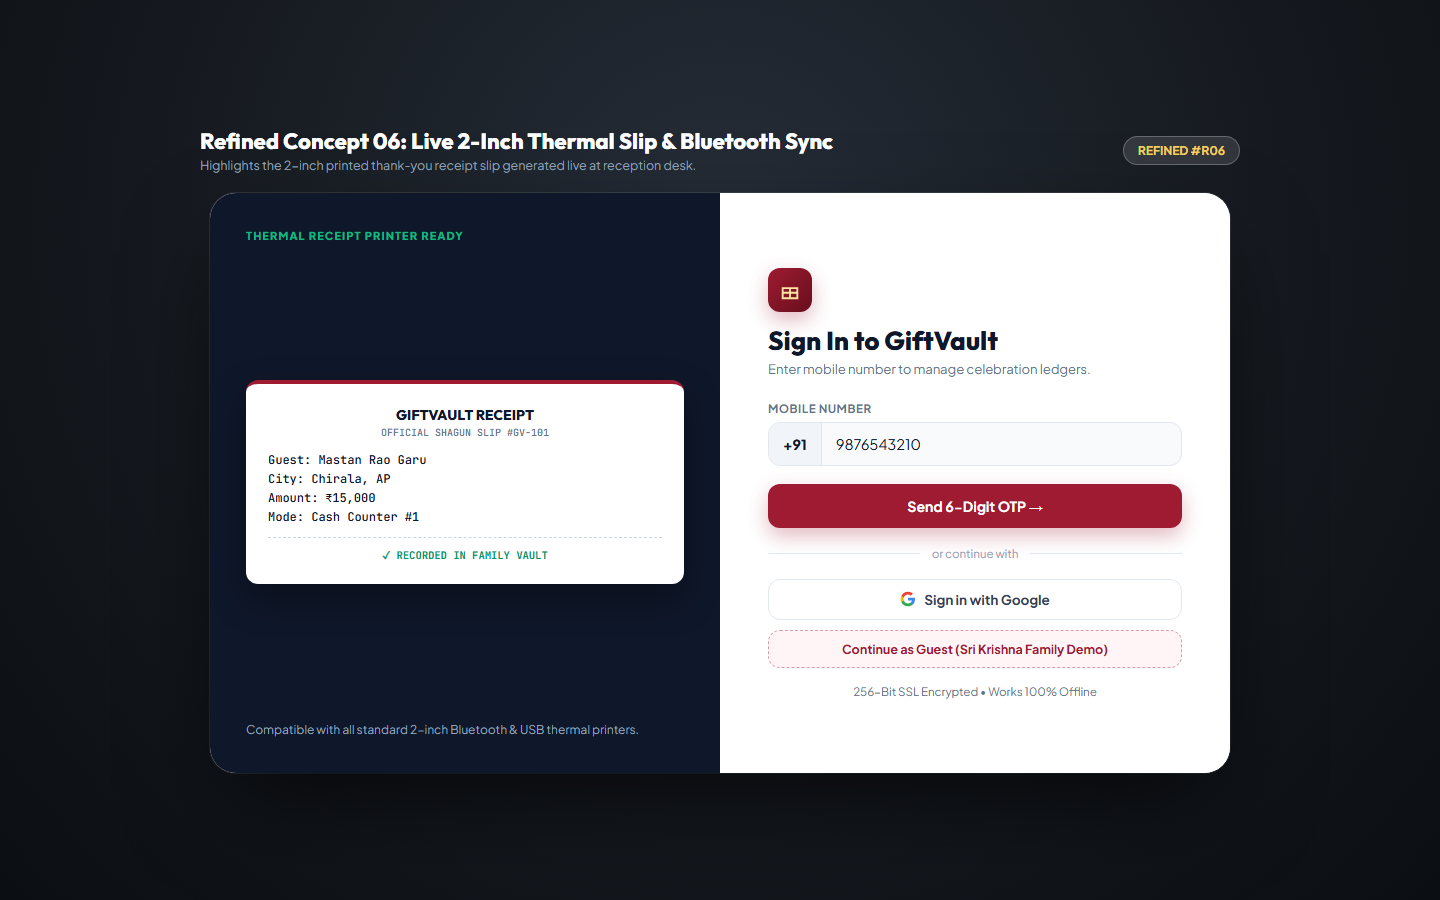 Refined Concept 06: Live 2-Inch Thermal Slip & Bluetooth Sync
Highlights the 2-inch printed thank-you receipt slip generated live at reception desk.
REFINED #R06
THERMAL RECEIPT PRINTER READY
GIFTVAULT RECEIPT
OFFICIAL SHAGUN SLIP #GV-101
Guest: Mastan Rao Garu
City: Chirala, AP
Amount: ₹15,000
Mode: Cash Counter #1
✓ RECORDED IN FAMILY VAULT
Compatible with all standard 2-inch Bluetooth & USB thermal printers.
Sign In to GiftVault
Enter mobile number to manage celebration ledgers.
MOBILE NUMBER
+91 9876543210
Send 6-Digit OTP →
or continue with
Sign in with Google
Continue as Guest (Sri Krishna Family Demo)
256-Bit SSL Encrypted • Works 100% Offline